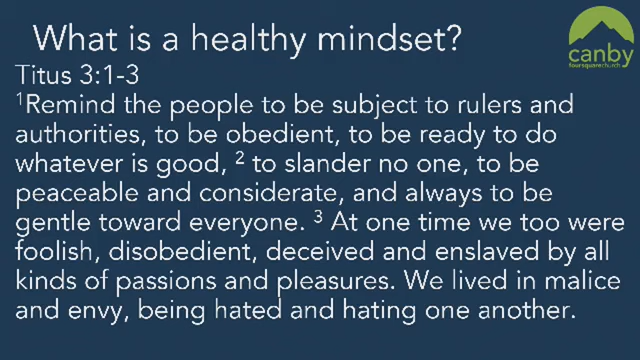 What is a healthy mindset?
canby
foursquare church
Titus 3:1-3
¹Remind the people to be subject to rulers and
authorities, to be obedient, to be ready to do
whatever is good, ² to slander no one, to be
peaceable and considerate, and always to be
gentle toward everyone. ³ At one time we too were
foolish, disobedient, deceived and enslaved by all
kinds of passions and pleasures. We lived in malice
and envy, being hated and hating one another.